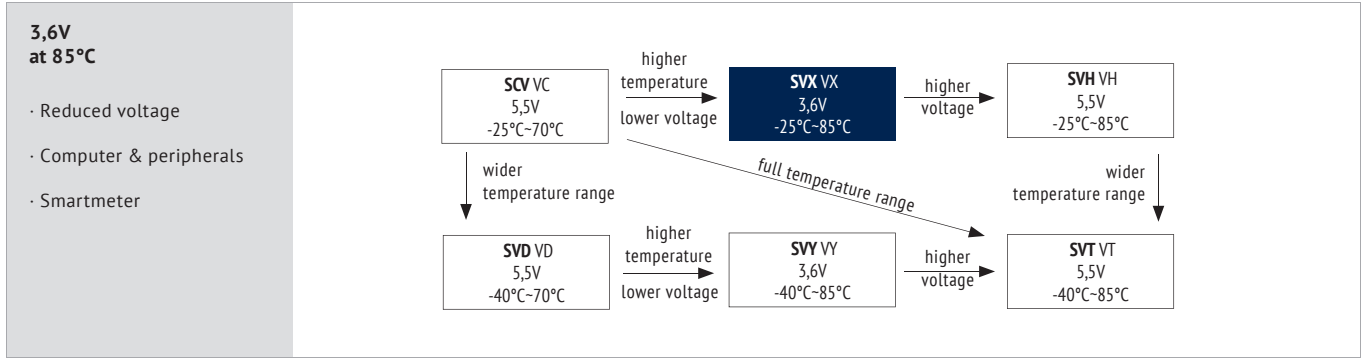 3,6V
at 85°C
· Reduced voltage
· Computer & peripherals
· Smartmeter
SCV VC
5,5V
-25°C~70°C
higher
temperature
lower voltage
SVX VX
3,6V
-25°C~85°C
higher
voltage
SVH VH
5,5V
-25°C~85°C
wider
temperature range
full temperature range
wider
temperature range
SVD VD
5,5V
-40°C~70°C
higher
temperature
lower voltage
SVY VY
3,6V
-40°C~85°C
higher
voltage
SVT VT
5,5V
-40°C~85°C